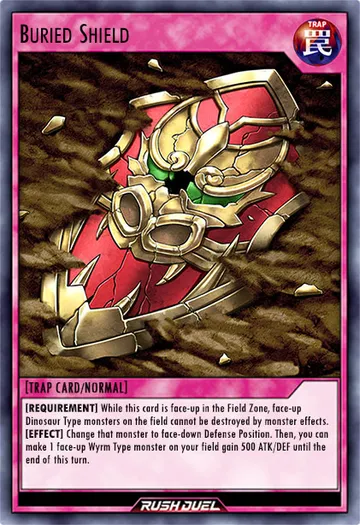 Buried Shield
TRAP
罠
[TRAP CARD/NORMAL]
[REQUIREMENT] While this card is face-up in the Field Zone, face-up
Dinosaur Type monsters on the field cannot be destroyed by monster effects.
[EFFECT] Change that monster to face-down Defense Position. Then, you can
make 1 face-up Wyrm Type monster on your field gain 500 ATK/DEF until the
end of this turn.
RUSH DUEL